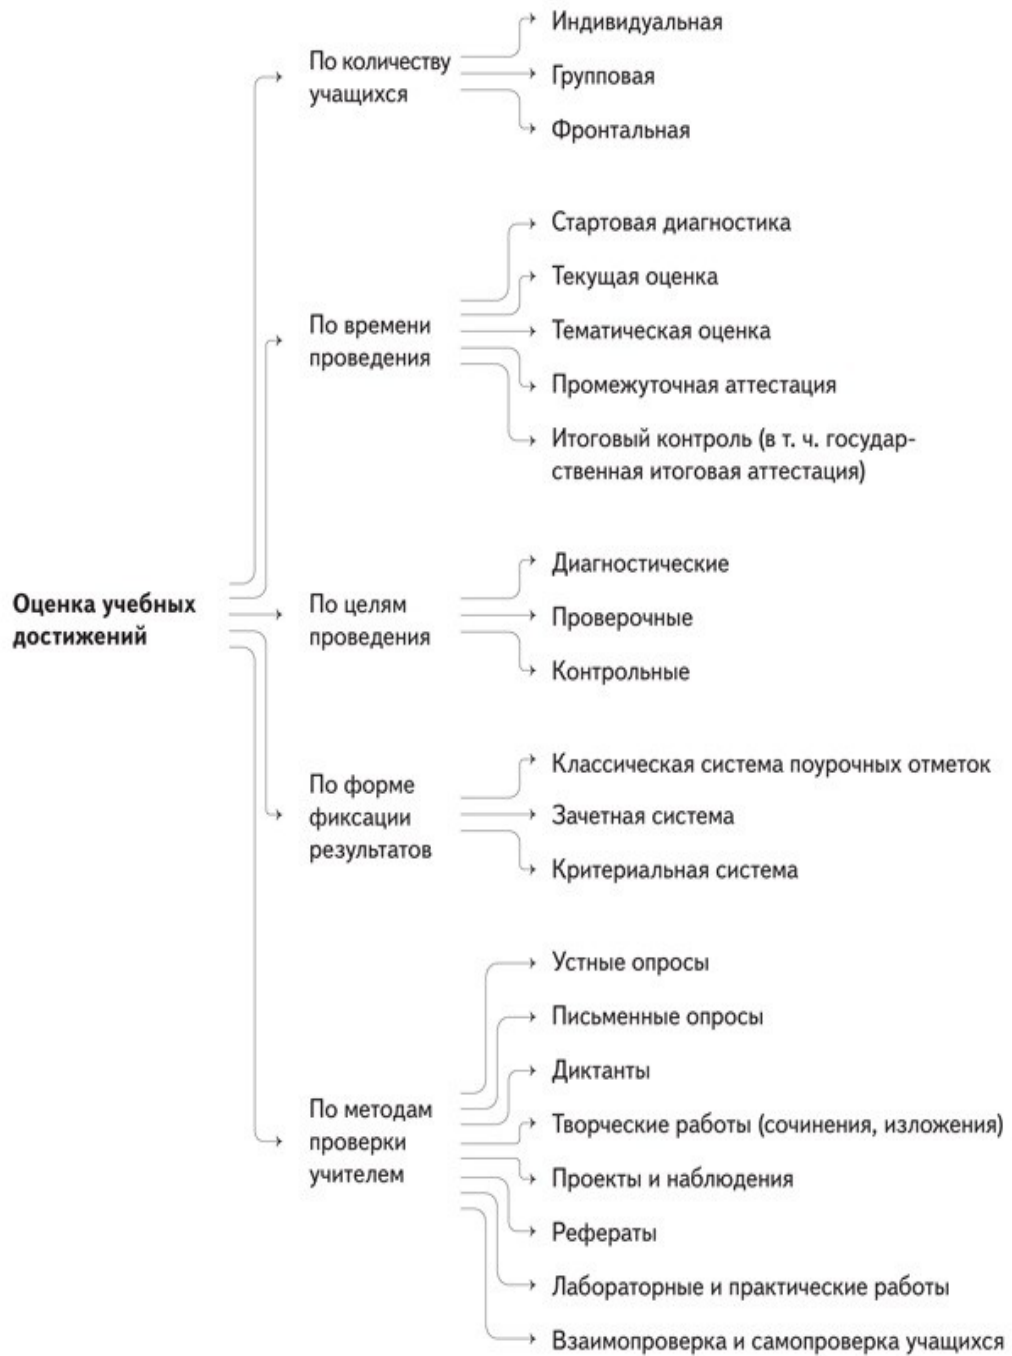 Оценка учебных
достижений
По количеству
учащихся
Индивидуальная
Групповая
Фронтальная
По времени
проведения
Стартовая диагностика
Текущая оценка
Тематическая оценка
Промежуточная аттестация
Итоговый контроль (в т. ч. государ-
ственная итоговая аттестация)
По целям
проведения
Диагностические
Проверочные
Контрольные
По форме
фиксации
результатов
Классическая система поурочных отметок
Зачетная система
Критериальная система
По методам
проверки
учителем
Устные опросы
Письменные опросы
Диктанты
Творческие работы (сочинения, изложения)
Проекты и наблюдения
Рефераты
Лабораторные и практические работы
Взаимопроверка и самопроверка учащихся